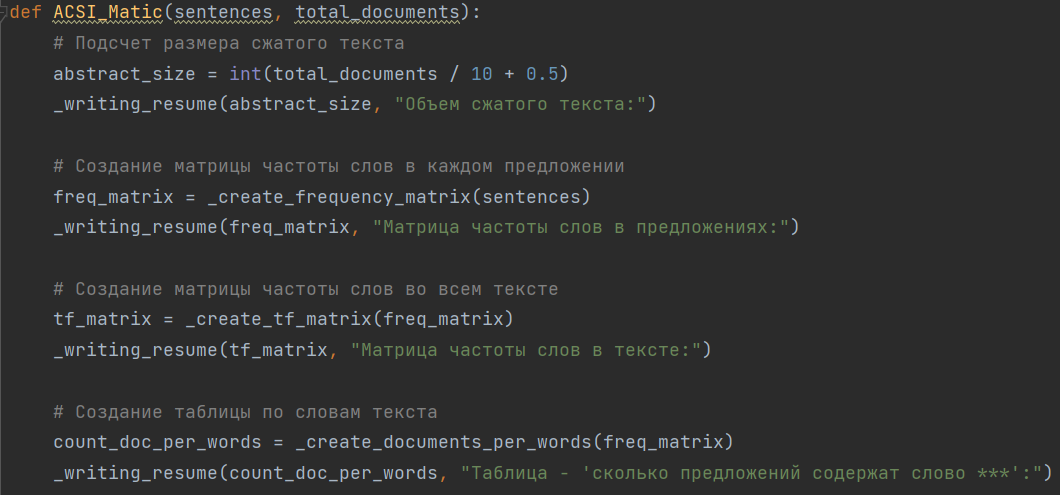 def ACSI_Matic(sentences, total_documents):
# Подсчет размера сжатого текста
abstract_size = int(total_documents / 10 + 0.5)
_writing_resume(abstract_size, "Объем сжатого текста:")
# Создание матрицы частоты слов в каждом предложении
freq_matrix = _create_frequency_matrix(sentences)
_writing_resume(freq_matrix, "Матрица частоты слов в предложениях:")
# Создание матрицы частоты слов во всем тексте
tf_matrix = _create_tf_matrix(freq_matrix)
_writing_resume(tf_matrix, "Матрица частоты слов в тексте:")
# Создание таблицы по словам текста
count_doc_per_words = _create_documents_per_words(freq_matrix)
_writing_resume(count_doc_per_words, "Таблица - 'сколько предложений содержат слово ***':")